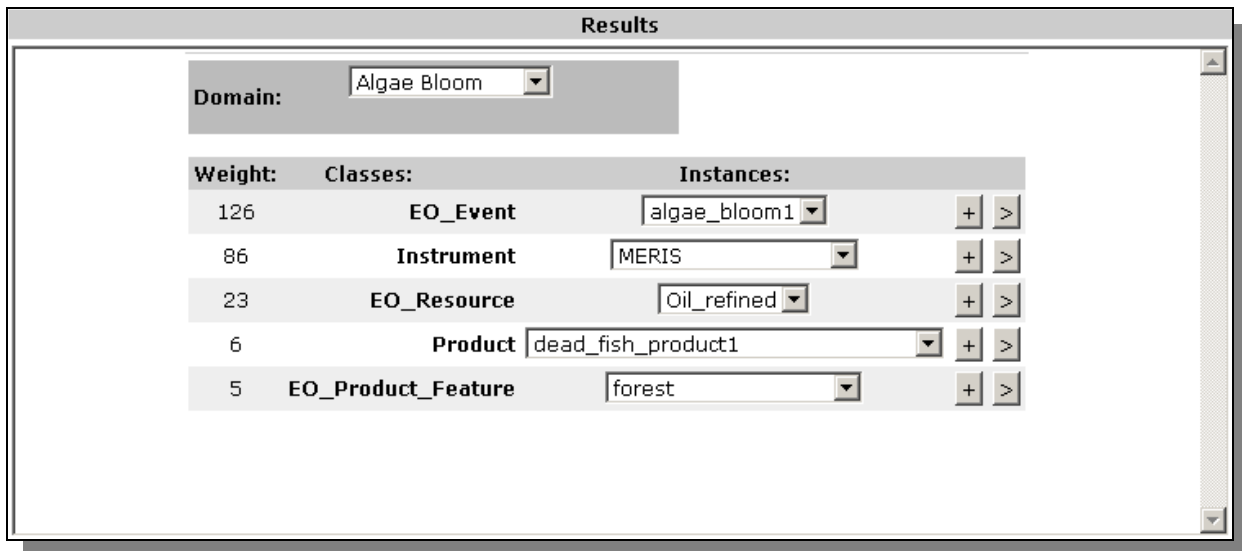 Results
Domain: Algae Bloom
Weight: Classes: Instances:
126 EO_Event algae_bloom1 + >
86 Instrument MERIS + >
23 EO_Resource Oil_refined + >
6 Product dead_fish_product1 + >
5 EO_Product_Feature forest + >